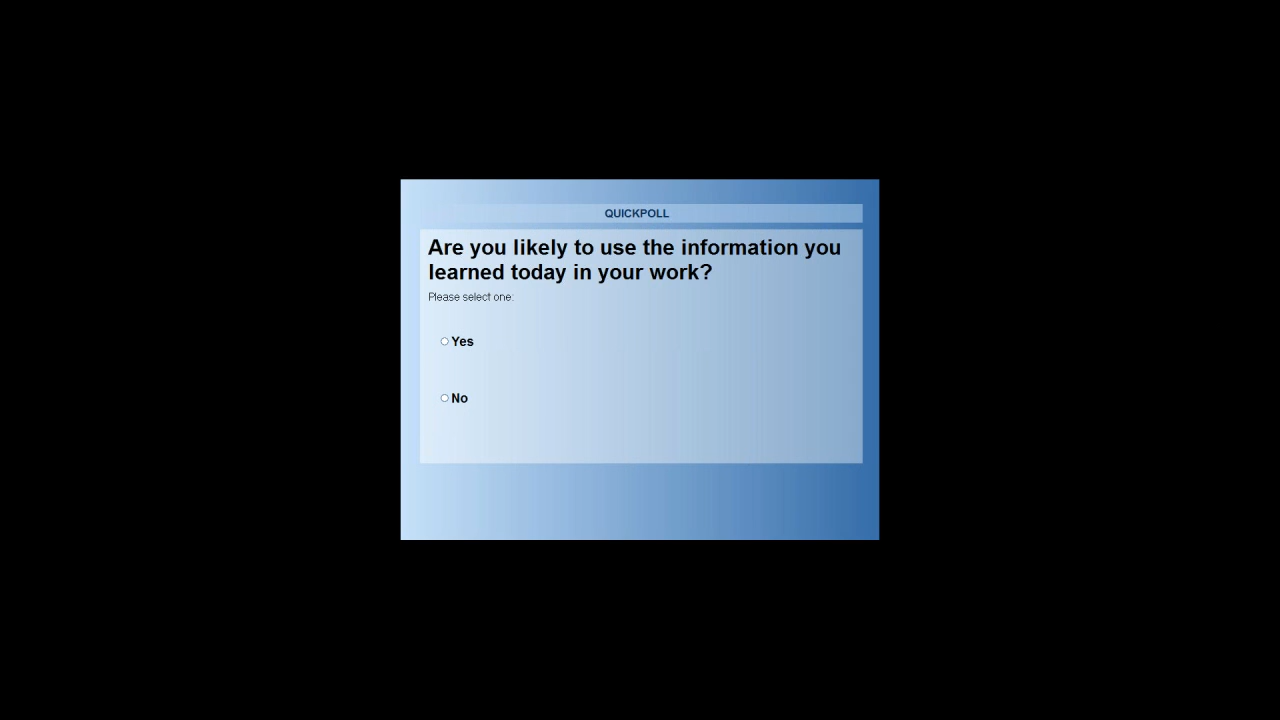 QUICKPOLL
Are you likely to use the information you
learned today in your work?
Please select one:
Yes
No